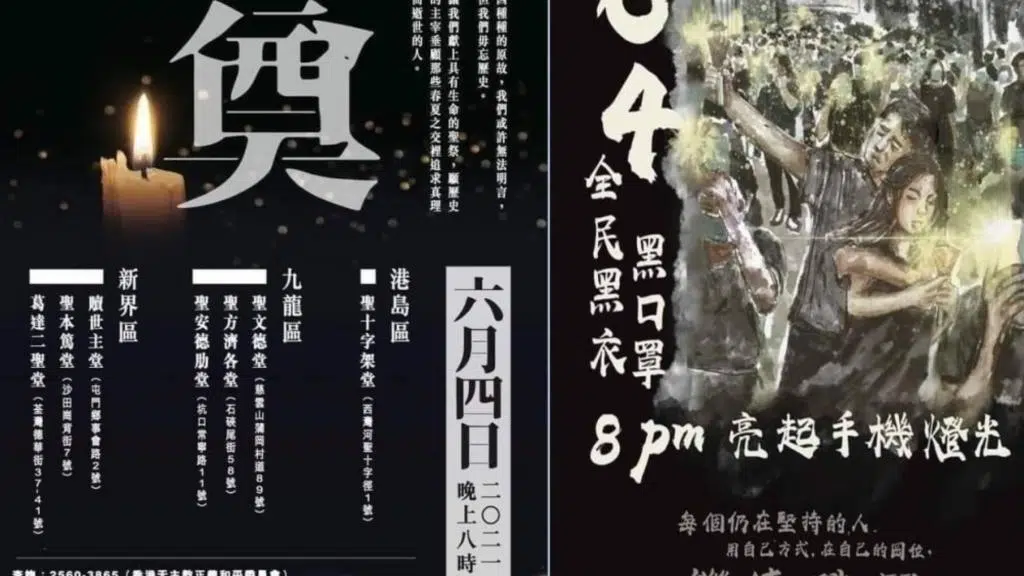 奠
四種種的原故，我們或許無法明言，
但我們毋忘歷史。
讓我們獻上具有生命的聖祭，願歷史
的主宰垂顧那些春夏之交裡追求真理
而逝世的人。
六月四日
二〇二一
晚上八時
港島區
聖十字架堂（西灣河聖十字徑1號）
九龍區
聖文德堂（慈雲山蒲崗村道89號）
聖方濟各堂（石硤尾街58號）
聖安德肋堂（坑口常寧路11號）
新界區
贖世主堂（屯門鄉事會路2號）
聖本篤堂（沙田崗背街7號）
葛達二聖堂（荃灣德華街37-41號）
查詢：2560-3865（香港天主教正義和平委員會）
64
全民黑衣
黑口罩
8 pm 亮起手機燈光
每個仍在堅持的人，
用自己方式，在自己的崗位，